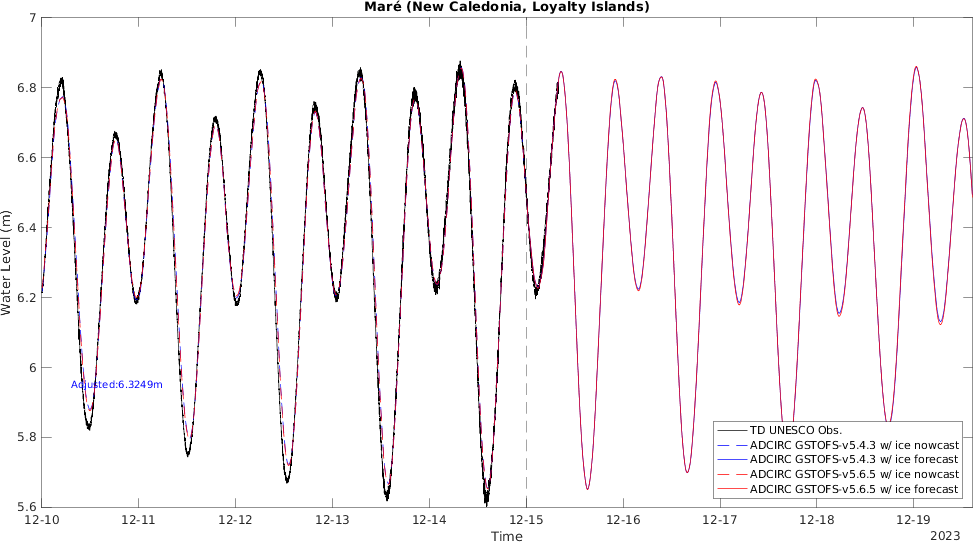 Maré (New Caledonia, Loyalty Islands)
7
6.8
6.6
6.4
6.2
6
5.8
5.6
Water Level (m)
Adjusted:6.3249m
TD UNESCO Obs.
ADCIRC GSTOFS-v5.4.3 w/ ice nowcast
ADCIRC GSTOFS-v5.4.3 w/ ice forecast
ADCIRC GSTOFS-v5.6.5 w/ ice nowcast
ADCIRC GSTOFS-v5.6.5 w/ ice forecast
12-10 12-11 12-12 12-13 12-14 12-15 12-16 12-17 12-18 12-19
Time
2023